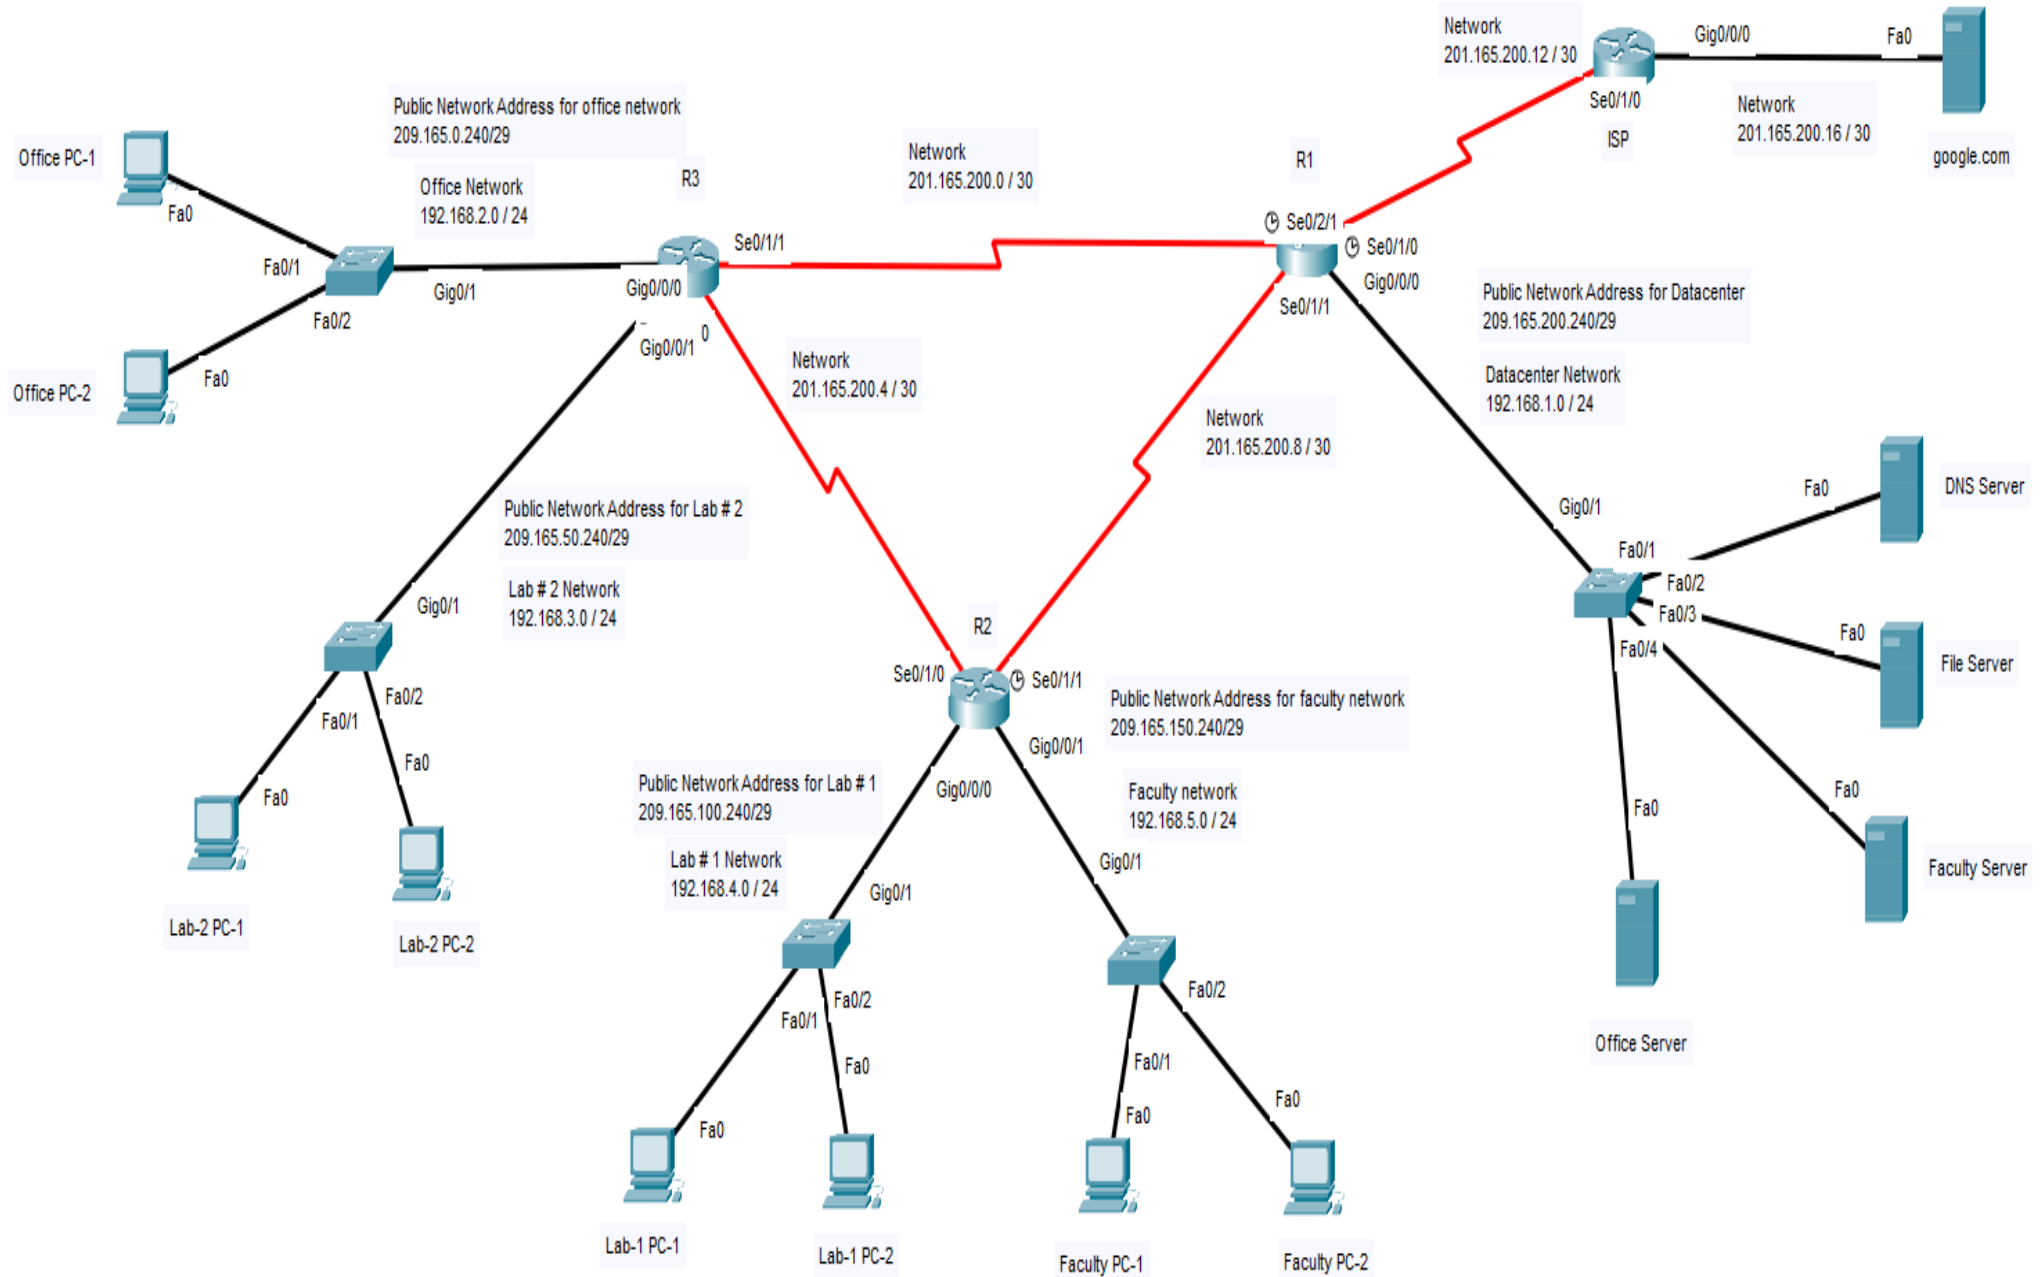 Network
201.165.200.12 / 30
Gig0/0/0
Fa0
Se0/1/0
ISP
Network
201.165.200.16 / 30
google.com
Public Network Address for office network
209.165.0.240/29
Office PC-1
Fa0
Office Network
192.168.2.0 / 24
R3
Network
201.165.200.0 / 30
R1
Se0/2/1
Se0/1/0
Gig0/0/0
Se0/1/1
Se0/1/1
Fa0/1
Gig0/1
Gig0/0/0
Fa0/2
Gig0/0/1
0
Office PC-2
Fa0
Network
201.165.200.4 / 30
Public Network Address for Datacenter
209.165.200.240/29
Datacenter Network
192.168.1.0 / 24
Network
201.165.200.8 / 30
Public Network Address for Lab # 2
209.165.50.240/29
Lab # 2 Network
192.168.3.0 / 24
Gig0/1
Gig0/1
Fa0
DNS Server
Fa0/1
Fa0/2
Fa0/3
Fa0/4
Fa0
File Server
R2
Se0/1/0
Se0/1/1
Fa0/2
Fa0/1
Fa0
Fa0
Lab-2 PC-1
Lab-2 PC-2
Public Network Address for faculty network
209.165.150.240/29
Gig0/0/1
Gig0/0/0
Public Network Address for Lab # 1
209.165.100.240/29
Faculty network
192.168.5.0 / 24
Lab # 1 Network
192.168.4.0 / 24
Gig0/1
Gig0/1
Fa0
Fa0
Faculty Server
Office Server
Fa0/2
Fa0/1
Fa0
Fa0
Fa0/2
Fa0/1
Fa0
Fa0
Lab-1 PC-1
Lab-1 PC-2
Faculty PC-1
Faculty PC-2